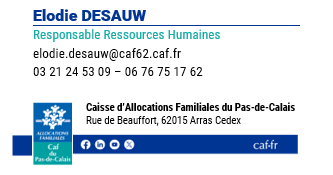 Elodie DESAUW
Responsable Ressources Humaines
elodie.desauw@caf62.caf.fr
03 21 24 53 09 – 06 76 75 17 62
Caisse d'Allocations Familiales du Pas-de-Calais
Rue de Beauffort, 62015 Arras Cedex
ALLOCATIONS
FAMILIALES
Caf
du
Pas-de-Calais
caf.fr